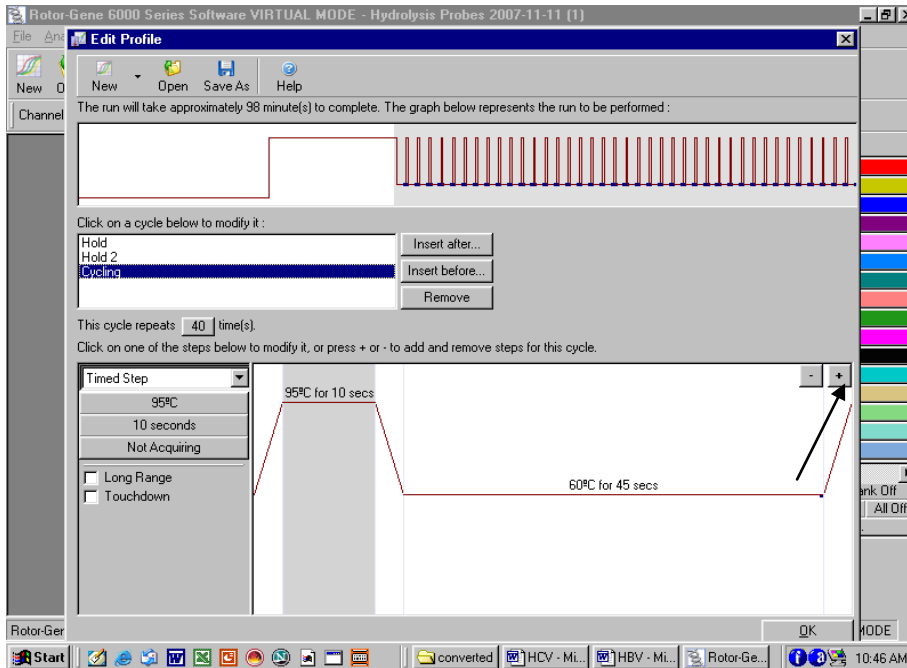 Rotor-Gene 6000 Series Software VIRTUAL MODE - Hydrolysis Probes 2007-11-11 (1)
File
Edit Profile
New
New Open Save As Help
Channel
The run will take approximately 98 minute(s) to complete. The graph below represents the run to be performed :
Click on a cycle below to modify it :
Hold
Hold 2
Cycling
Insert after...
Insert before...
Remove
This cycle repeats 40 time(s).
Click on one of the steps below to modify it, or press + or - to add and remove steps for this cycle.
Timed Step
- +
95ºC
10 seconds
Not Acquiring
Long Range
Touchdown
95ºC for 10 secs
60ºC for 45 secs
ank Off
All Off
OK
Rotor-Ger
MODE
Start
converted
HCV - Mi...
HBV - Mi...
Rotor-Ge...
10:46 AM